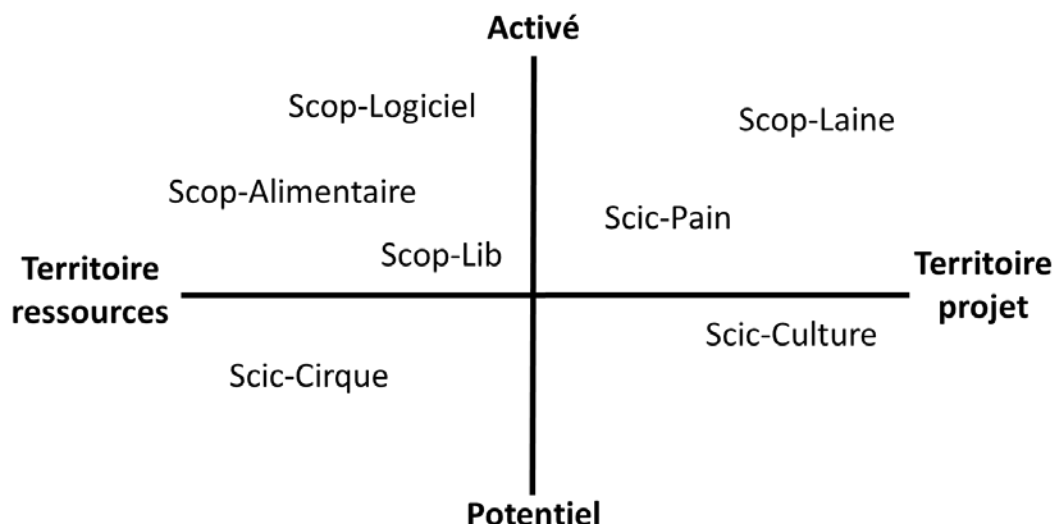 Activé
Scop-Logiciel
Scop-Laine
Scop-Alimentaire
Scic-Pain
Scop-Lib
Territoire
ressources
Territoire
projet
Scic-Culture
Scic-Cirque
Potentiel